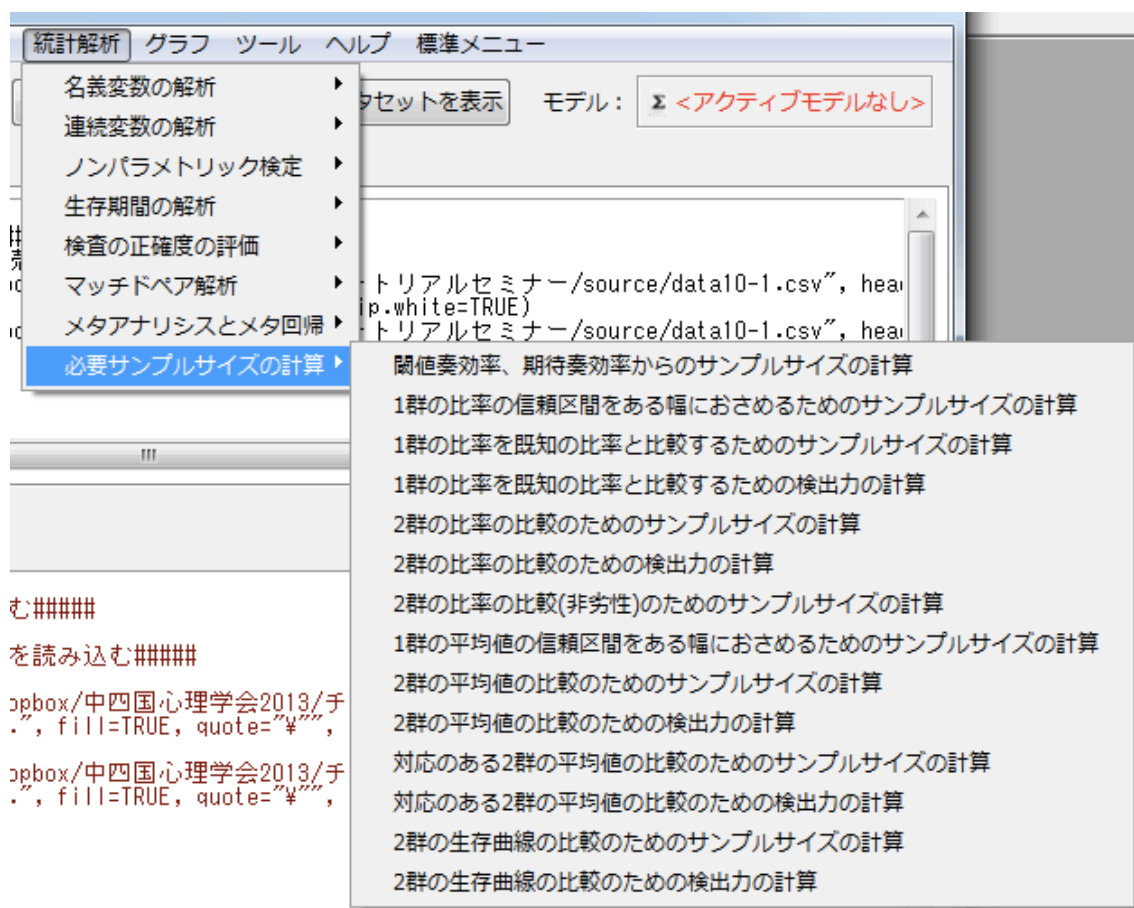 統計解析 グラフ ツール ヘルプ 標準メニュー
タセットを表示 モデル： Σ <アクティブモデルなし>
名義変数の解析
連続変数の解析
ノンパラメトリック検定
生存期間の解析
検査の正確度の評価
マッチドペア解析
メタアナリシスとメタ回帰
必要サンプルサイズの計算
トリアルセミナー/source/data10-1.csv", hea
ip.white=TRUE)
トリアルセミナー/source/data10-1.csv", hea
閾値奏効率、期待奏効率からのサンプルサイズの計算
1群の比率の信頼区間をある幅におさめるためのサンプルサイズの計算
1群の比率を既知の比率と比較するためのサンプルサイズの計算
1群の比率を既知の比率と比較するための検出力の計算
2群の比率の比較のためのサンプルサイズの計算
2群の比率の比較のための検出力の計算
2群の比率の比較(非劣性)のためのサンプルサイズの計算
1群の平均値の信頼区間をある幅におさめるためのサンプルサイズの計算
2群の平均値の比較のためのサンプルサイズの計算
2群の平均値の比較のための検出力の計算
対応のある2群の平均値の比較のためのサンプルサイズの計算
対応のある2群の平均値の比較のための検出力の計算
2群の生存曲線の比較のためのサンプルサイズの計算
2群の生存曲線の比較のための検出力の計算
む#####
を読み込む#####
opbox/中四国心理学会2013/チ
.", fill=TRUE, quote="¥"",
opbox/中四国心理学会2013/チ
.", fill=TRUE, quote="¥"",